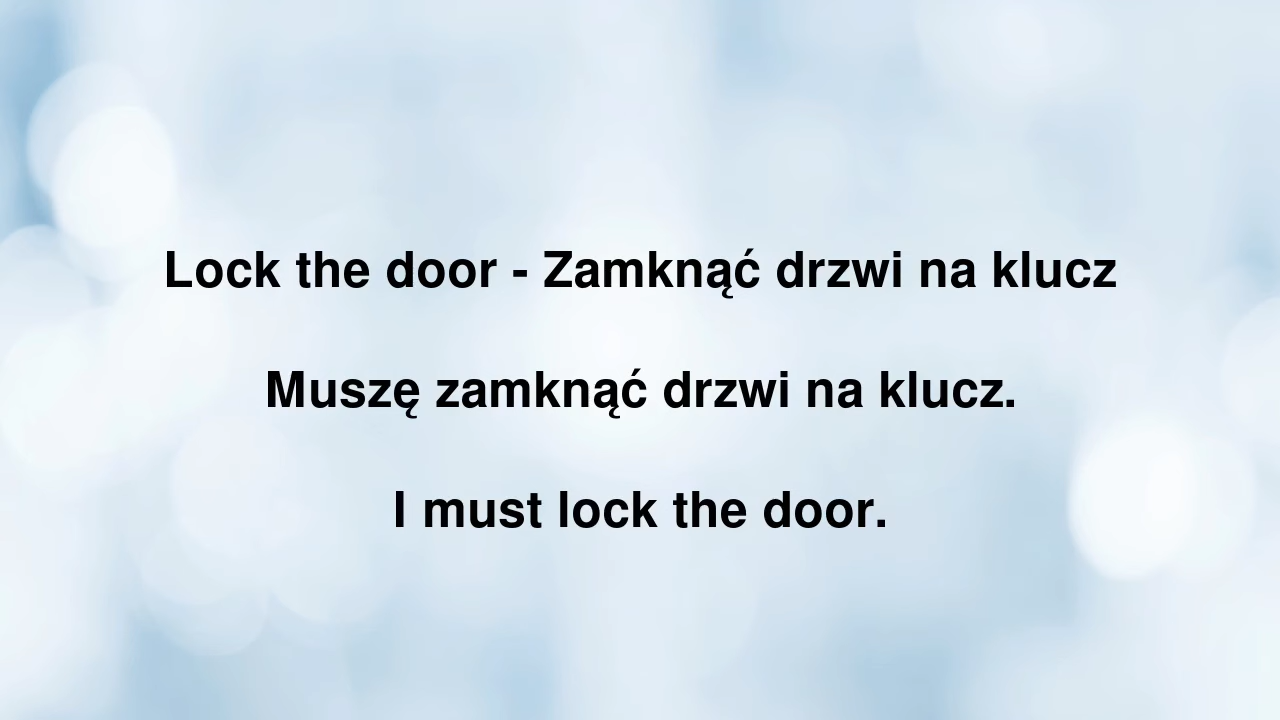 Lock the door - Zamknąć drzwi na klucz
Muszę zamknąć drzwi na klucz.
I must lock the door.